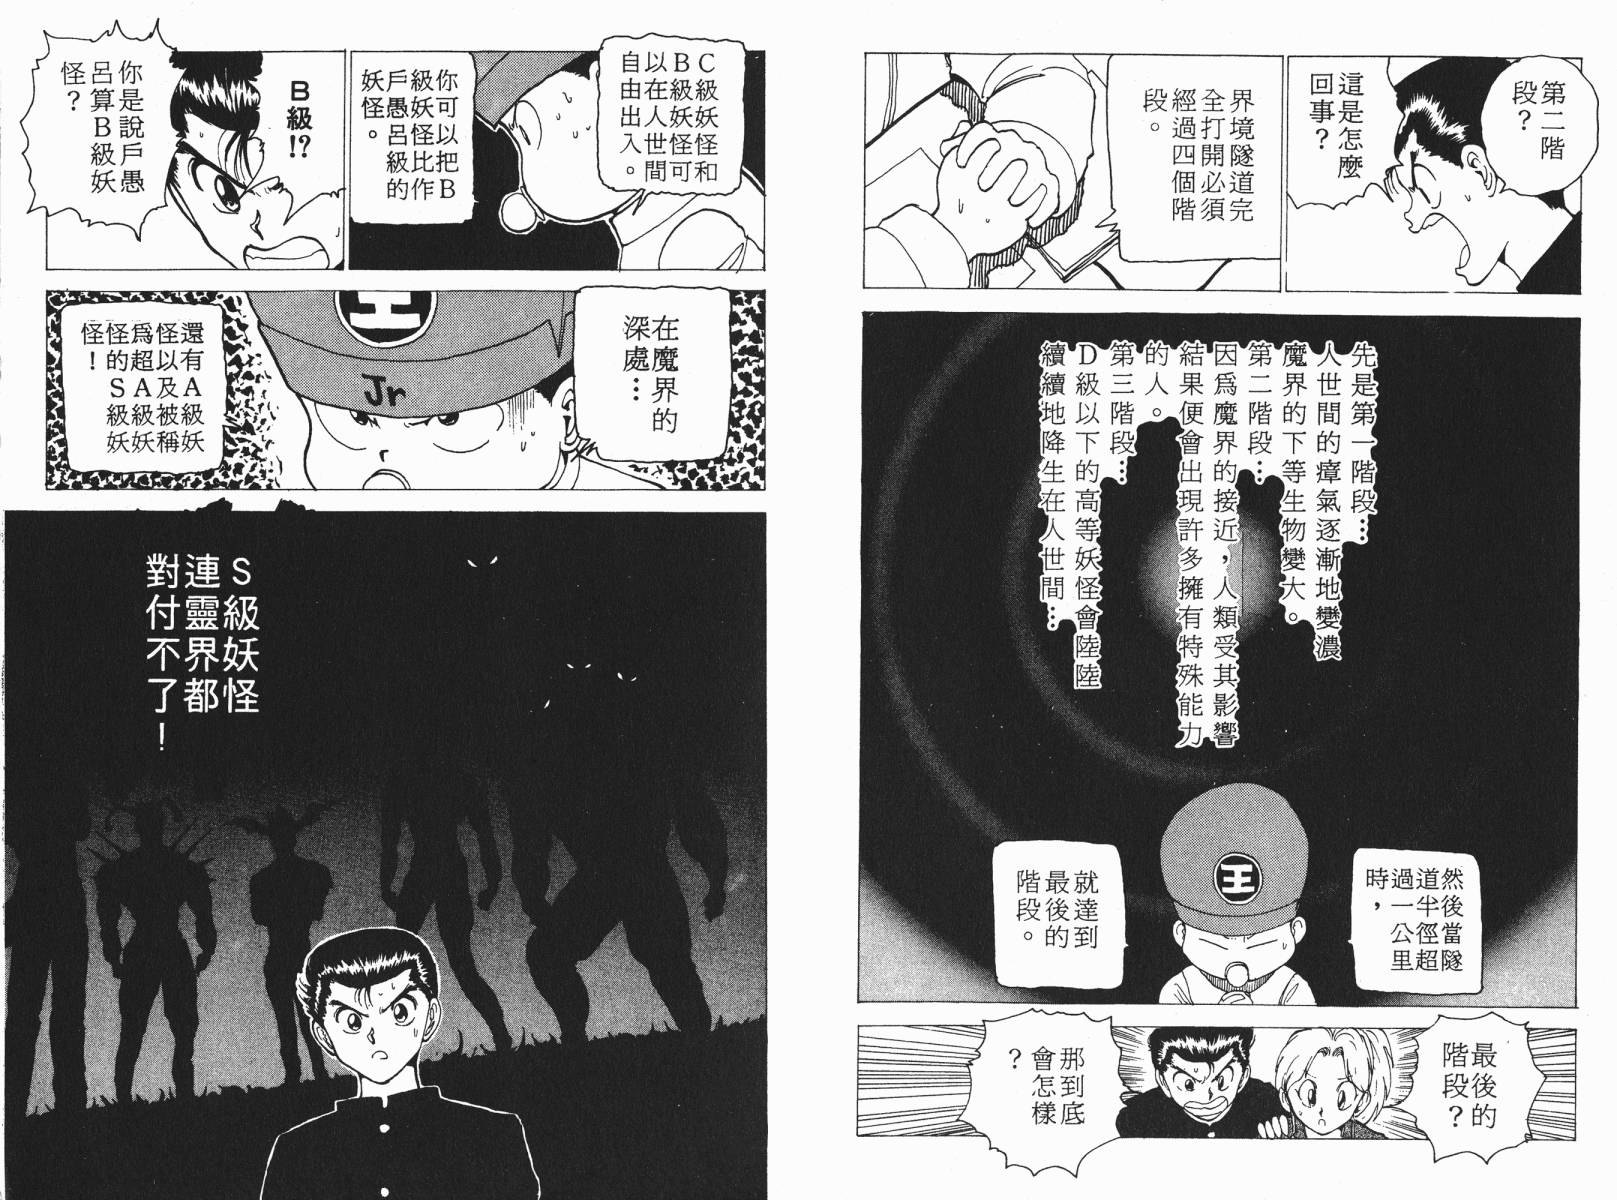 第二階
段？
這是怎麼
回事？
界境隧道完
全打開必須
經過四個階
段。
先是第一階段…
人世間的瘴氣逐漸地變濃
魔界的下等生物變大。
第二階段…
因為魔界的接近，人類受其影響
結果便會出現許多擁有特殊能力
的人。
第三階段…
D級以下的高等妖怪會陸陸
續續地降生在人世間…
然後當隧
道半徑超
過一公里
時，
就達到
最後的
階段。
王
最後的
階段？
那到底
會怎樣
？
C級妖怪和
B級妖怪可
以在人世間
自由出入。
你可以把B
級妖怪比作
戶愚呂級的
妖怪。
B級!?
你是說戶愚
呂算B級妖
怪？
在魔界的
深處…
王
Jr
還有A級妖
怪以及被稱
為超A級妖
怪的S級妖
怪！
S級妖怪
連靈界都
對付不了！